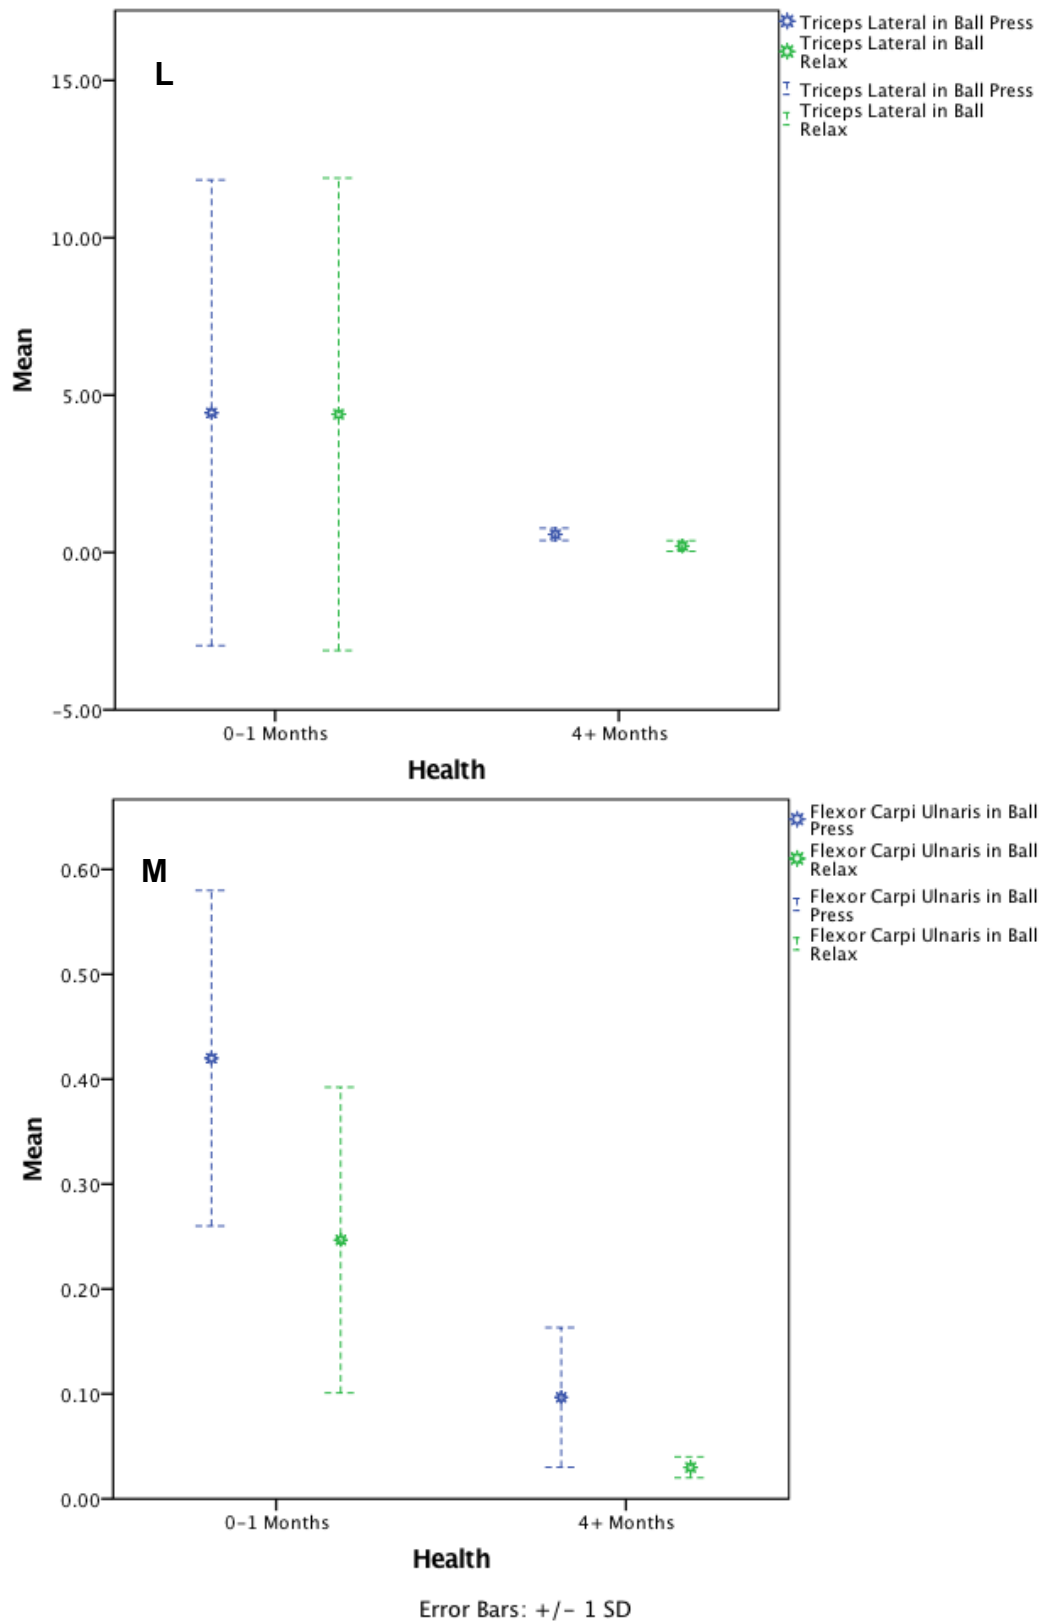 L
Triceps Lateral in Ball Press
Triceps Lateral in Ball
Relax
Triceps Lateral in Ball Press
Triceps Lateral in Ball
Relax
15.00
10.00
5.00
0.00
−5.00
Mean
0–1 Months
4+ Months
Health
M
Flexor Carpi Ulnaris in Ball
Press
Flexor Carpi Ulnaris in Ball
Relax
Flexor Carpi Ulnaris in Ball
Press
Flexor Carpi Ulnaris in Ball
Relax
0.60
0.50
0.40
0.30
0.20
0.10
0.00
Mean
0–1 Months
4+ Months
Health
Error Bars: +/− 1 SD